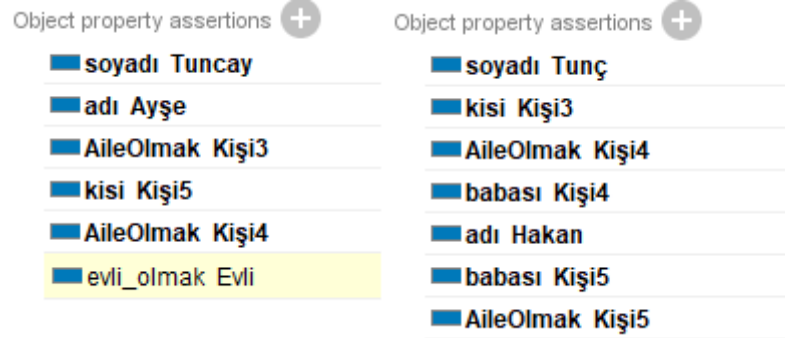 Object property assertions
soyadı Tuncay
adı Ayşe
AileOlmak Kişi3
kisi Kişi5
AileOlmak Kişi4
evli_olmak Evli
Object property assertions
soyadı Tunç
kisi Kişi3
AileOlmak Kişi4
babası Kişi4
adı Hakan
babası Kişi5
AileOlmak Kişi5